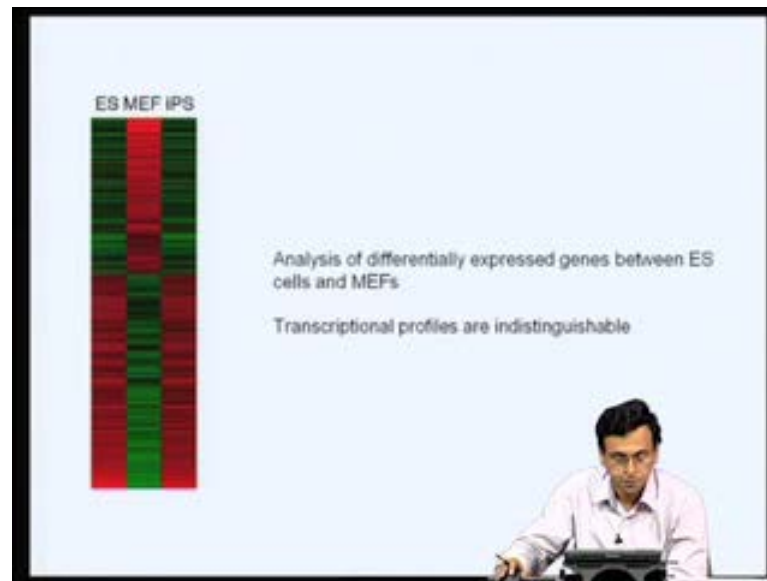 ES MEF iPS
Analysis of differentially expressed genes between ES
cells and MEFs
Transcriptional profiles are indistinguishable